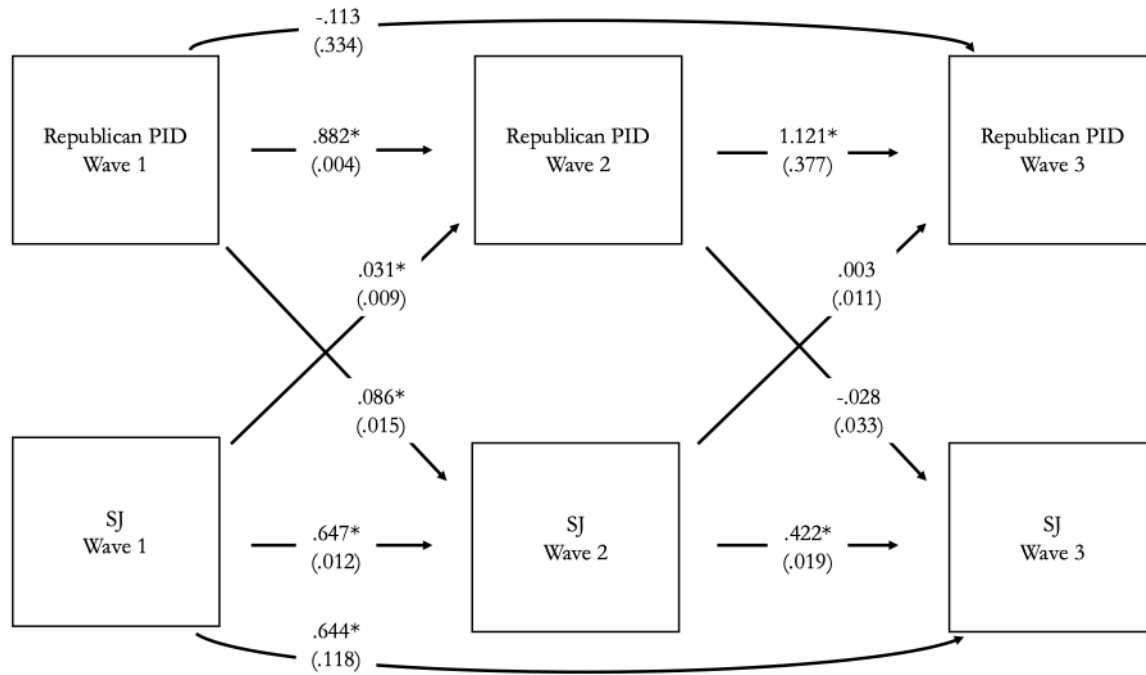 -.113
(.334)
Republican PID
Wave 1
.882*
(.004)
Republican PID
Wave 2
1.121*
(.377)
Republican PID
Wave 3
.031*
(.009)
.003
(.011)
.086*
(.015)
-.028
(.033)
SJ
Wave 1
.647*
(.012)
SJ
Wave 2
.422*
(.019)
SJ
Wave 3
.644*
(.118)